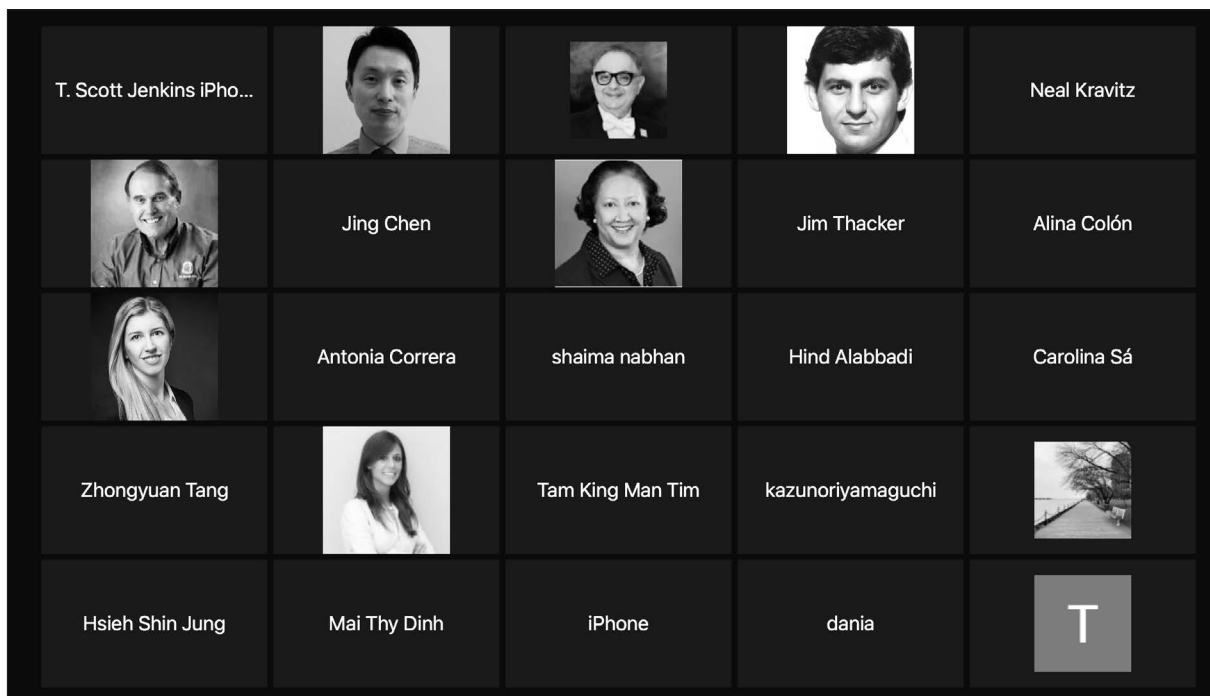 T. Scott Jenkins iPho...
Neal Kravitz
Jing Chen
Jim Thacker
Alina Colón
Antonia Correra
shaima nabhan
Hind Alabbadi
Carolina Sá
Zhongyuan Tang
Tam King Man Tim
kazunoriyamaguchi
Hsieh Shin Jung
Mai Thy Dinh
iPhone
dania
T